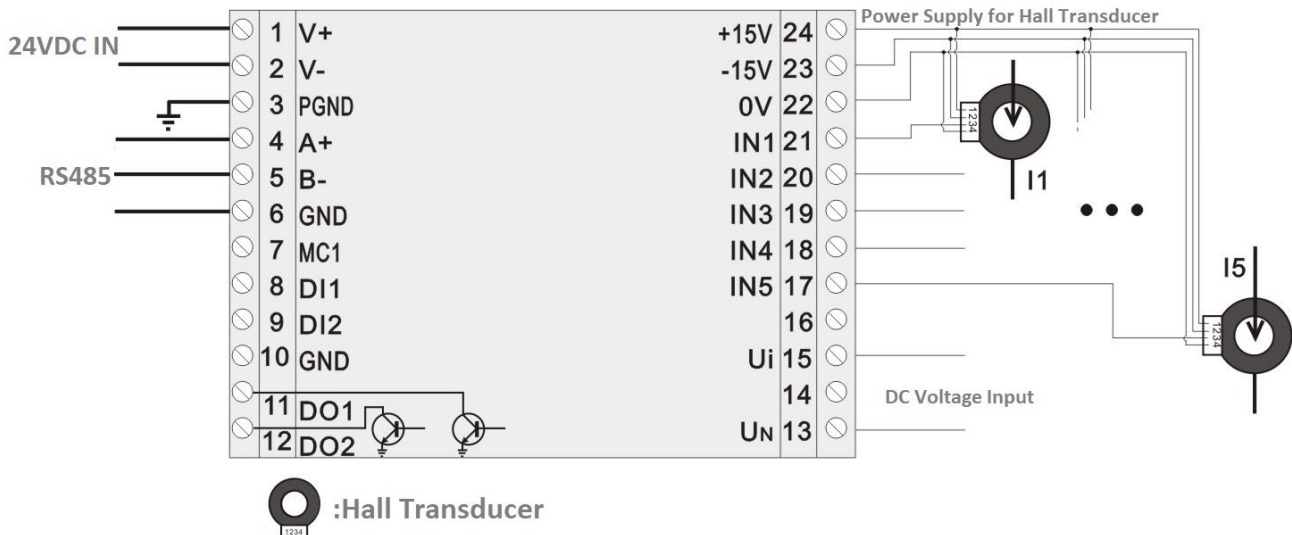 Power Supply for Hall Transducer
24VDC IN
1 V+
2 V-
3 PGND
4 A+
RS485
5 B-
6 GND
7 MC1
8 DI1
9 DI2
10 GND
11 DO1
12 DO2
+15V 24
-15V 23
0V 22
IN1 21
IN2 20
IN3 19
IN4 18
IN5 17
16
Ui 15
14
DC Voltage Input
UN 13
1234
I1
I5
1234
:Hall Transducer
1234